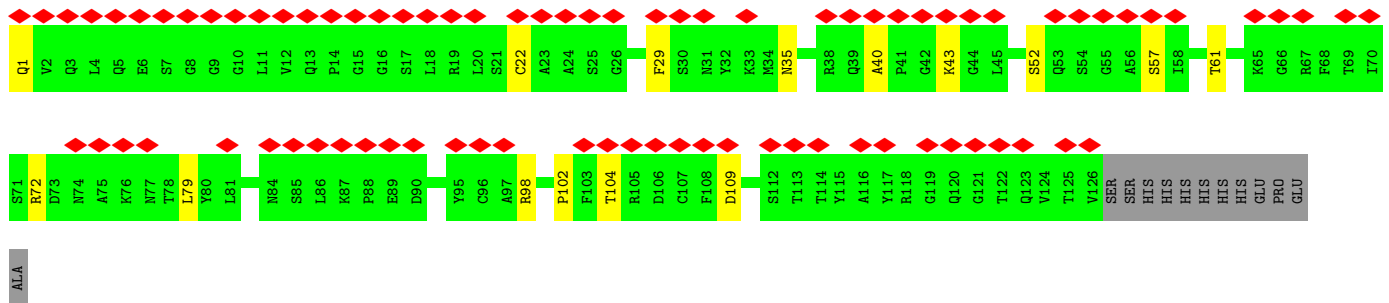 Q1 V2 Q3 L4 Q5 E6 S7 G8 G9 G10 L11 V12 Q13 P14 G15 G16 S17 L18 R19 L20 S21 C22 A23 A24 S25 G26 F29 S30 N31 Y32 K33 M34 N35 R38 Q39 A40 P41 G42 K43 G44 L45 S52 Q53 S54 G55 A56 S57 I58 T61 K65 G66 R67 F68 T69 I70
S71 R72 D73 N74 A75 K76 N77 T78 L79 Y80 L81 N84 S85 L86 K87 P88 E89 D90 Y95 C96 A97 R98 P102 F103 T104 R105 D106 C107 F108 D109 S112 T113 T114 Y115 A116 Y117 R118 G119 Q120 G121 T122 Q123 V124 T125 V126 SER SER HIS HIS HIS HIS HIS HIS GLU PRO GLU
ALA